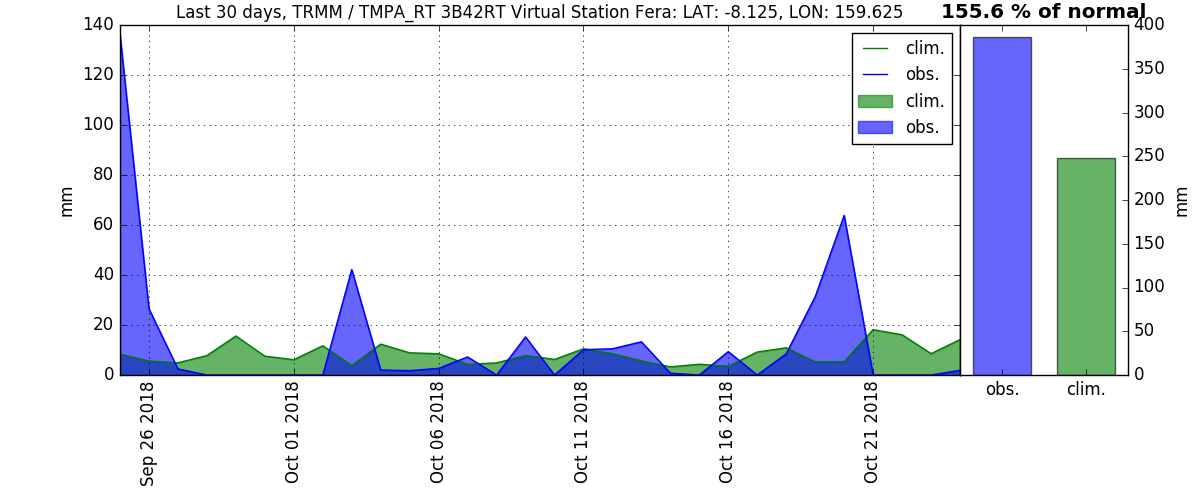 Last 30 days, TRMM / TMPA_RT 3B42RT Virtual Station Fera: LAT: -8.125, LON: 159.625
155.6 % of normal
140
120
100
80
60
40
20
0
mm
clim.
obs.
clim.
obs.
Sep 26 2018
Oct 01 2018
Oct 06 2018
Oct 11 2018
Oct 16 2018
Oct 21 2018
400
350
300
250
200
150
100
50
0
mm
obs.
clim.